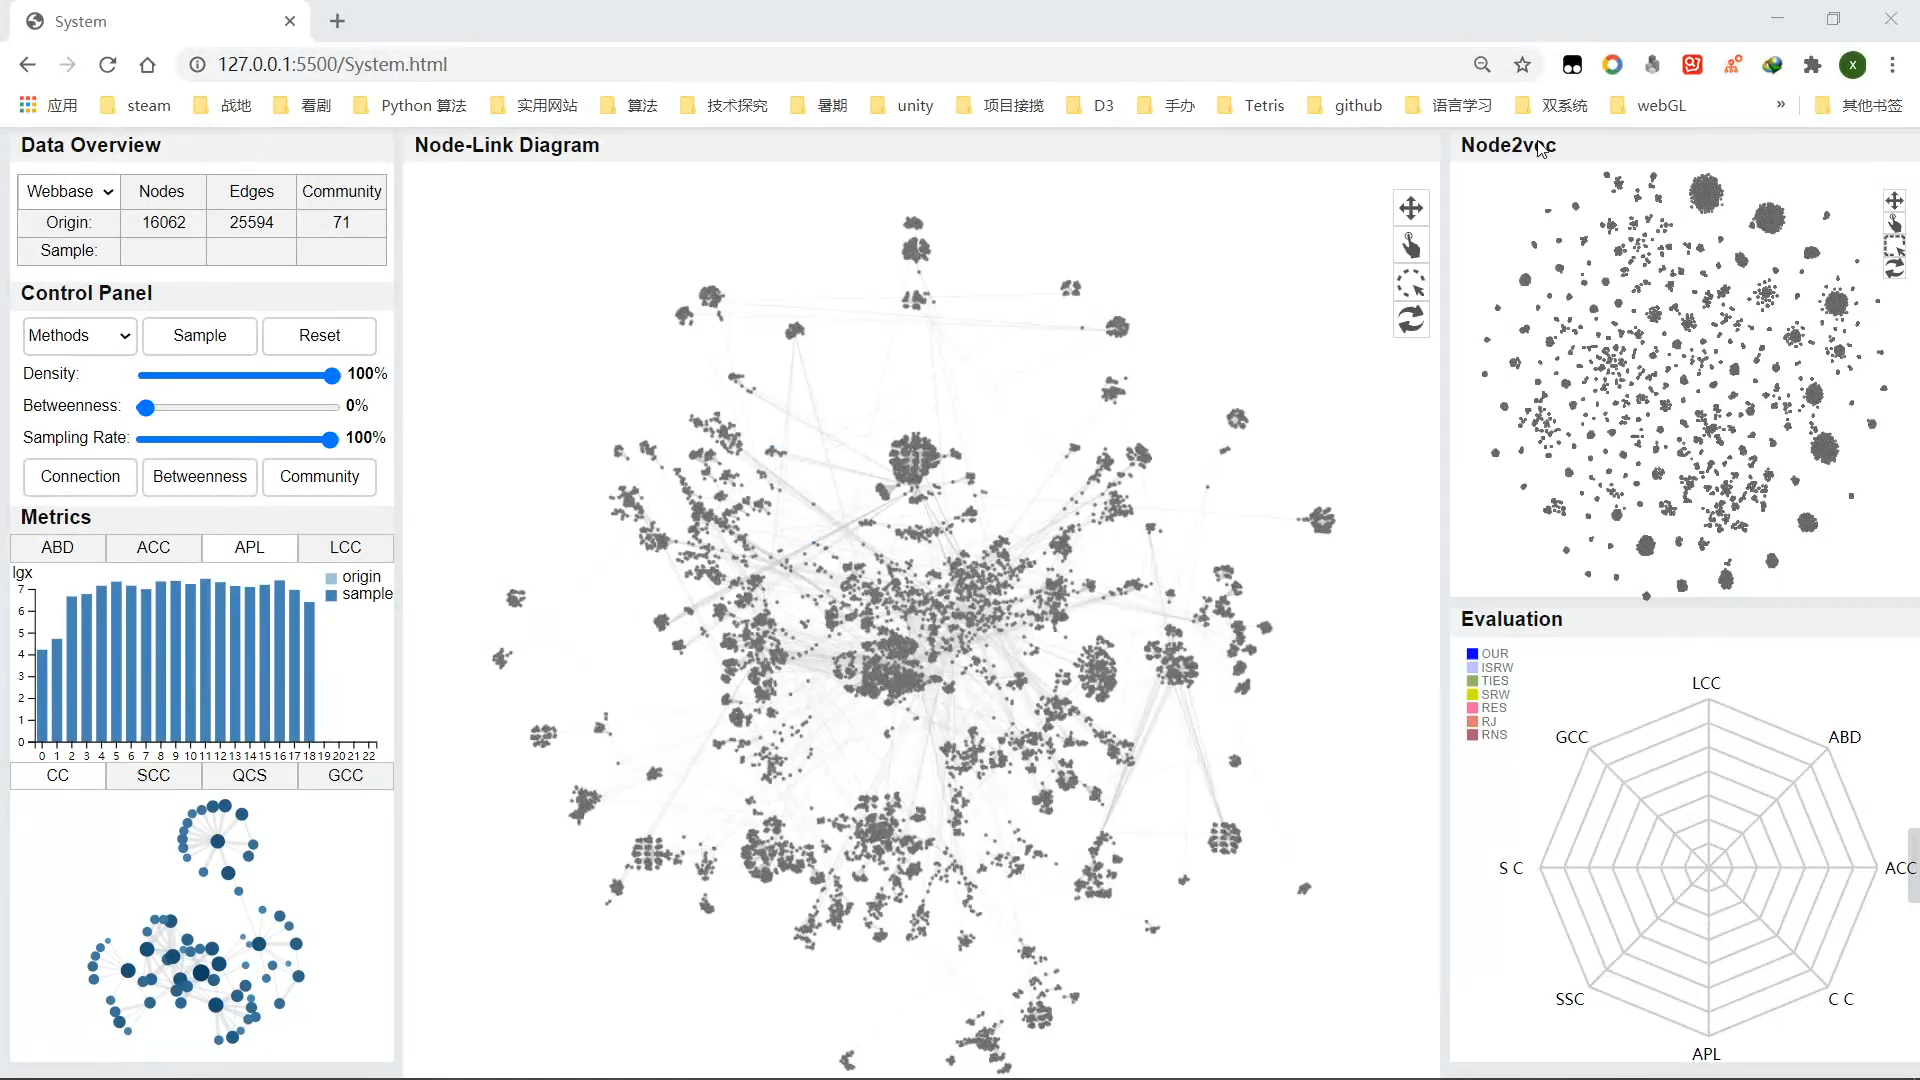 System
127.0.0.1:5500/System.html
应用 steam 战地 看剧 Python 算法 实用网站 算法 技术探究 暑期 unity 项目接揽 D3 手办 Tetris github 语言学习 双系统 webGL » 其他书签
X
Data Overview
Webbase Nodes Edges Community
Origin: 16062 25594 71
Sample:
Control Panel
Methods Sample Reset
Density: 100%
Betweenness: 0%
Sampling Rate: 100%
Connection Betweenness Community
Metrics
ABD ACC APL LCC
lgx
origin
sample
7
6
5
4
3
2
1
0
0 1 2 3 4 5 6 7 8 9 10 11 12 13 14 15 16 17 18 19 20 21 22
CC SCC QCS GCC
Node-Link Diagram
Node2vec
Evaluation
OUR
ISRW
TIES
SRW
RES
RJ
RNS
LCC
GCC
ABD
S C
ACC
SSC
C C
APL